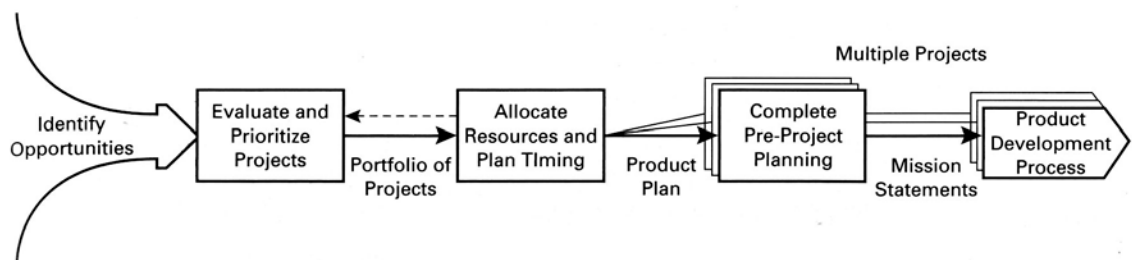 Identify
Opportunities
Evaluate and
Prioritize
Projects
Portfolio of
Projects
Allocate
Resources and
Plan TIming
Product
Plan
Multiple Projects
Complete
Pre-Project
Planning
Mission
Statements
Product
Development
Process